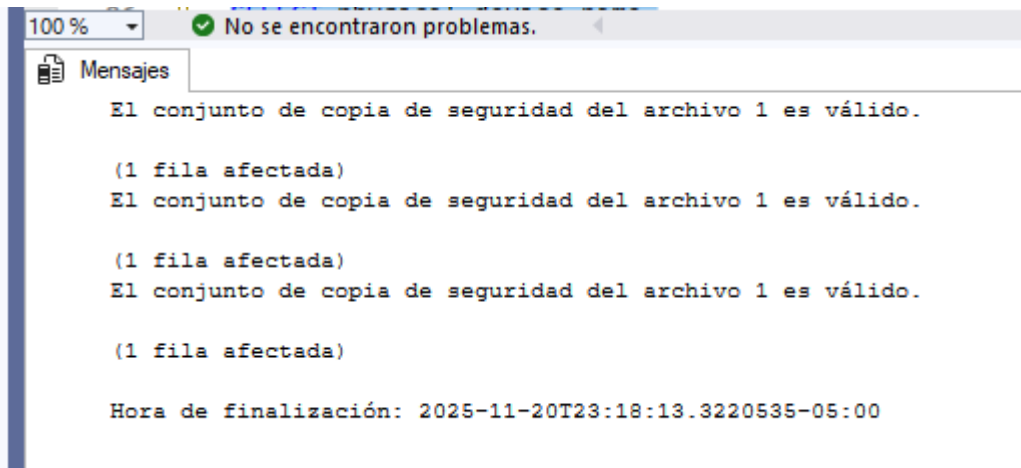 100 %
No se encontraron problemas.
Mensajes
El conjunto de copia de seguridad del archivo 1 es válido.
(1 fila afectada)
El conjunto de copia de seguridad del archivo 1 es válido.
(1 fila afectada)
El conjunto de copia de seguridad del archivo 1 es válido.
(1 fila afectada)
Hora de finalización: 2025-11-20T23:18:13.3220535-05:00